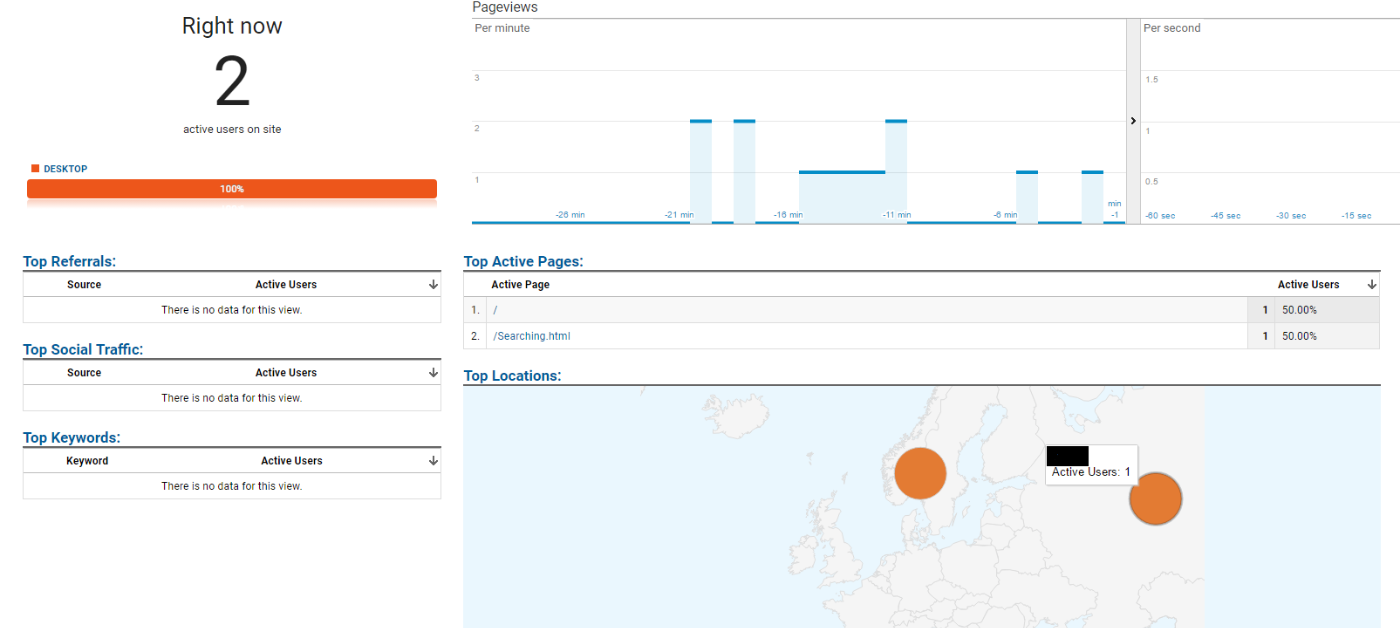 Right now
2
active users on site
DESKTOP
100%
Pageviews
Per minute
3
2
1
-26 min
-21 min
-16 min
-11 min
-6 min
min
-1
Per second
1.5
1
0.5
-60 sec
-45 sec
-30 sec
-15 sec
Top Referrals:
Source Active Users
There is no data for this view.
Top Social Traffic:
Source Active Users
There is no data for this view.
Top Keywords:
Keyword Active Users
There is no data for this view.
Top Active Pages:
Active Page Active Users
1. / 1 50.00%
2. /Searching.html 1 50.00%
Top Locations:
Active Users: 1